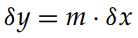 δy = m · δx